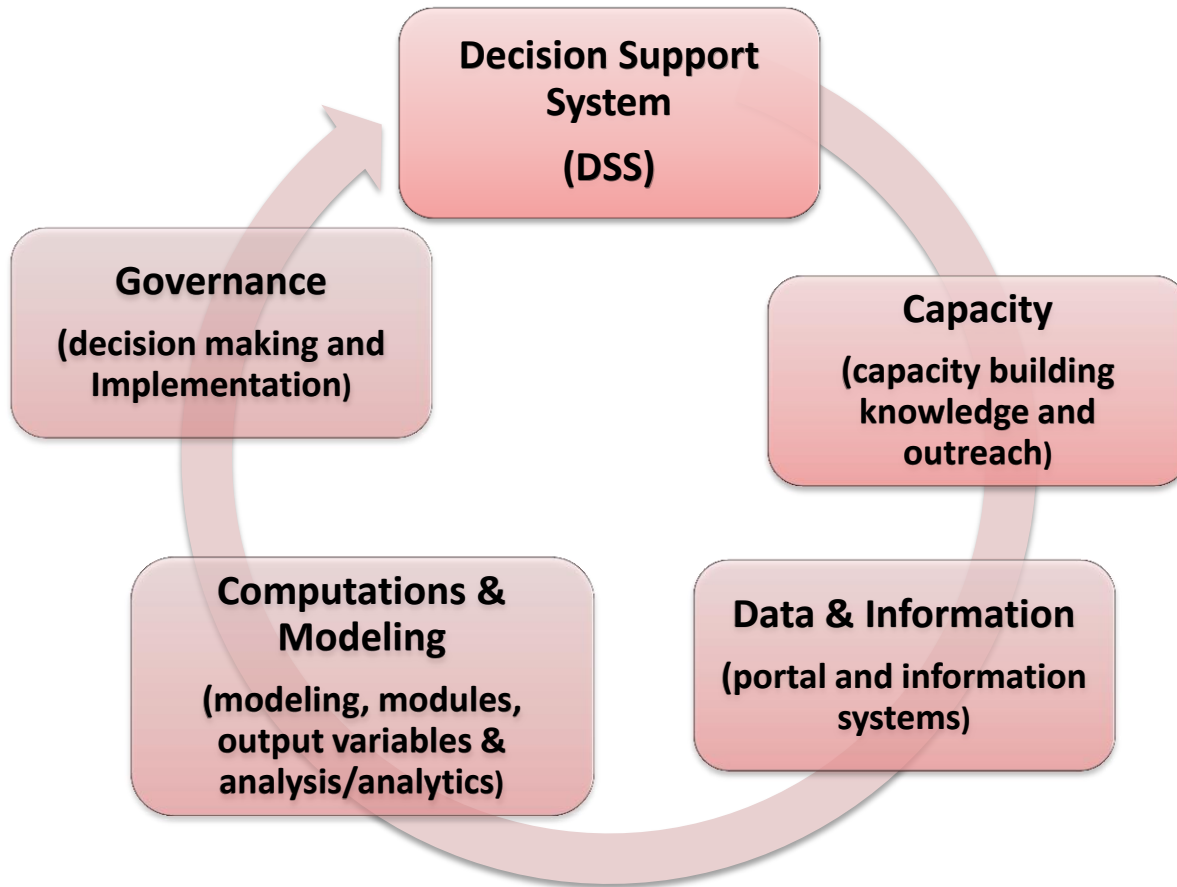 Decision Support
System
(DSS)
Capacity
(capacity building
knowledge and
outreach)
Data & Information
(portal and information
systems)
Computations &
Modeling
(modeling, modules,
output variables &
analysis/analytics)
Governance
(decision making and
Implementation)